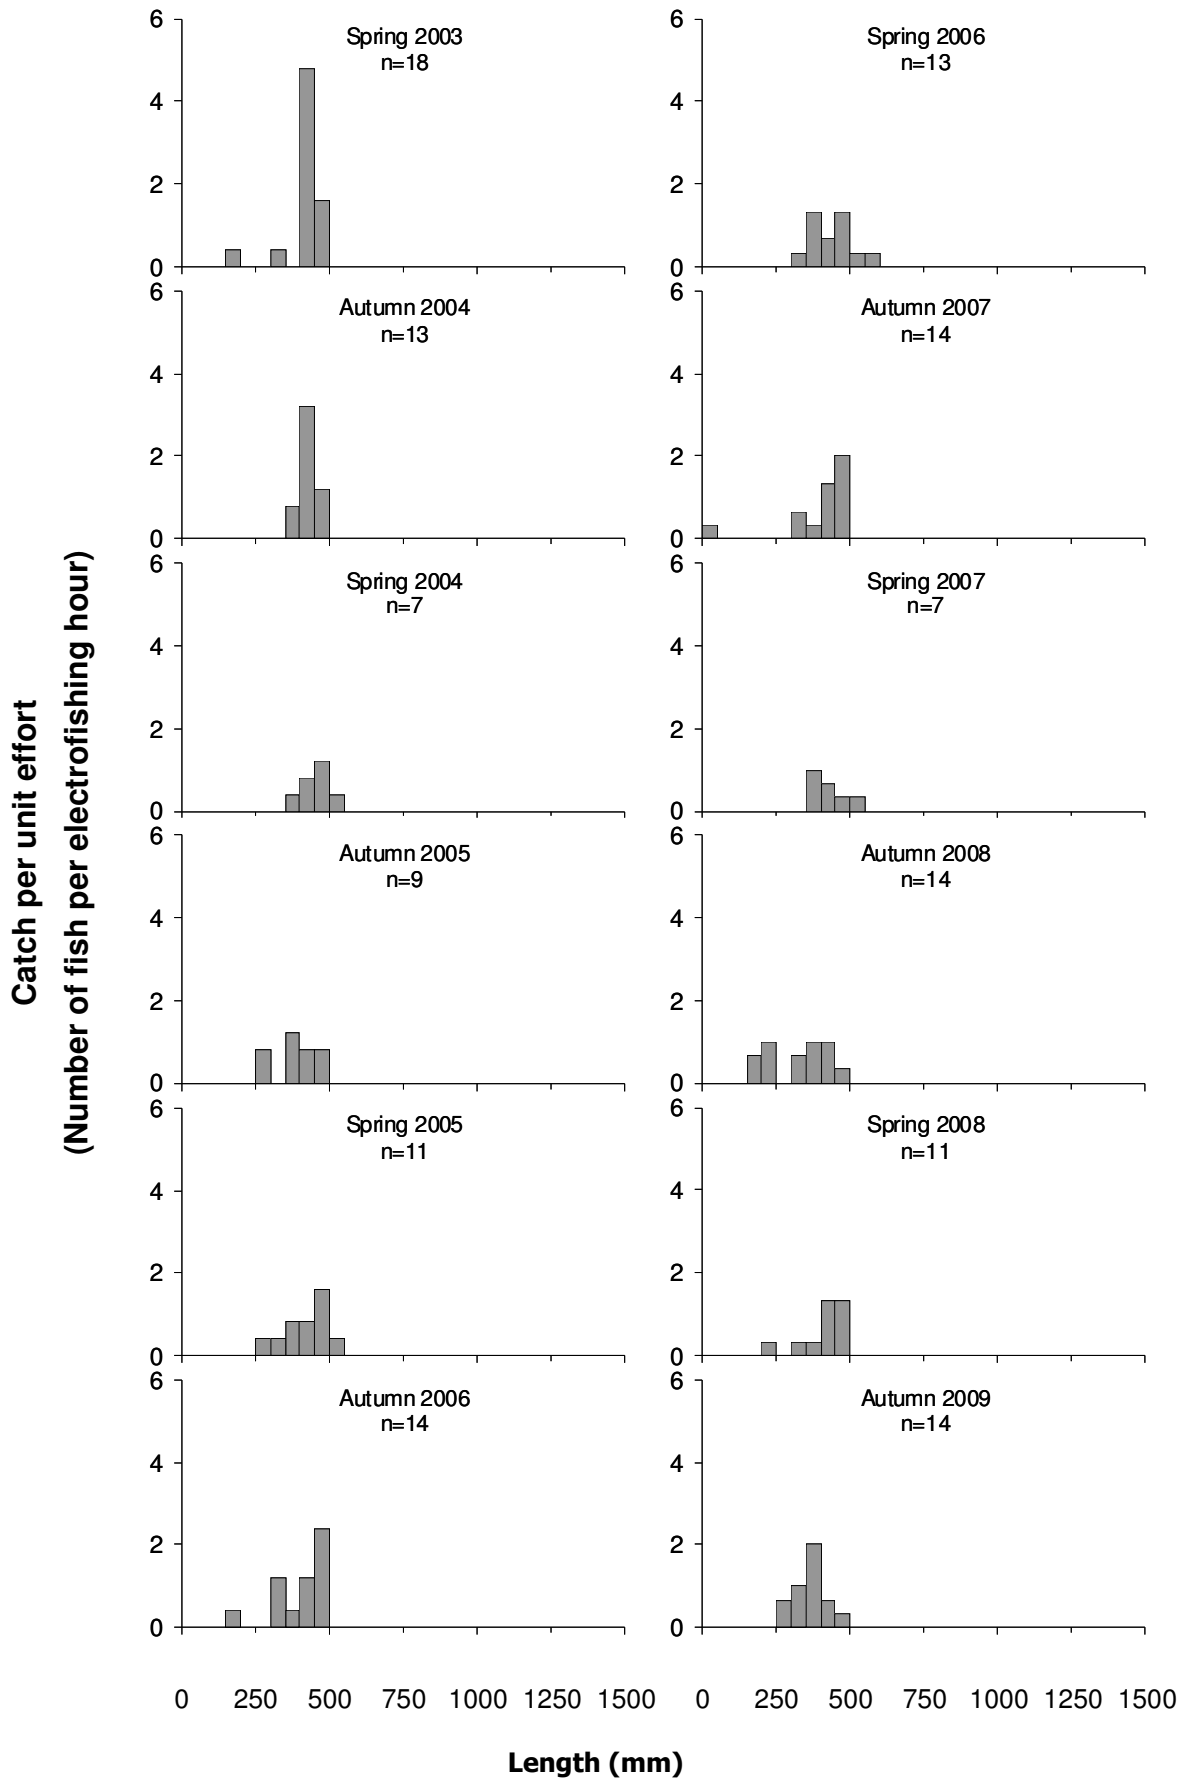 Catch per unit effort
(Number of fish per electrofishing hour)
6
Spring 2003
n=18
4
2
0
6
Autumn 2004
n=13
4
2
0
6
Spring 2004
n=7
4
2
0
6
Autumn 2005
n=9
4
2
0
6
Spring 2005
n=11
4
2
0
6
Autumn 2006
n=14
4
2
0
0 250 500 750 1000 1250 1500
6
Spring 2006
n=13
4
2
0
6
Autumn 2007
n=14
4
2
0
6
Spring 2007
n=7
4
2
0
6
Autumn 2008
n=14
4
2
0
6
Spring 2008
n=11
4
2
0
6
Autumn 2009
n=14
4
2
0
0 250 500 750 1000 1250 1500
Length (mm)